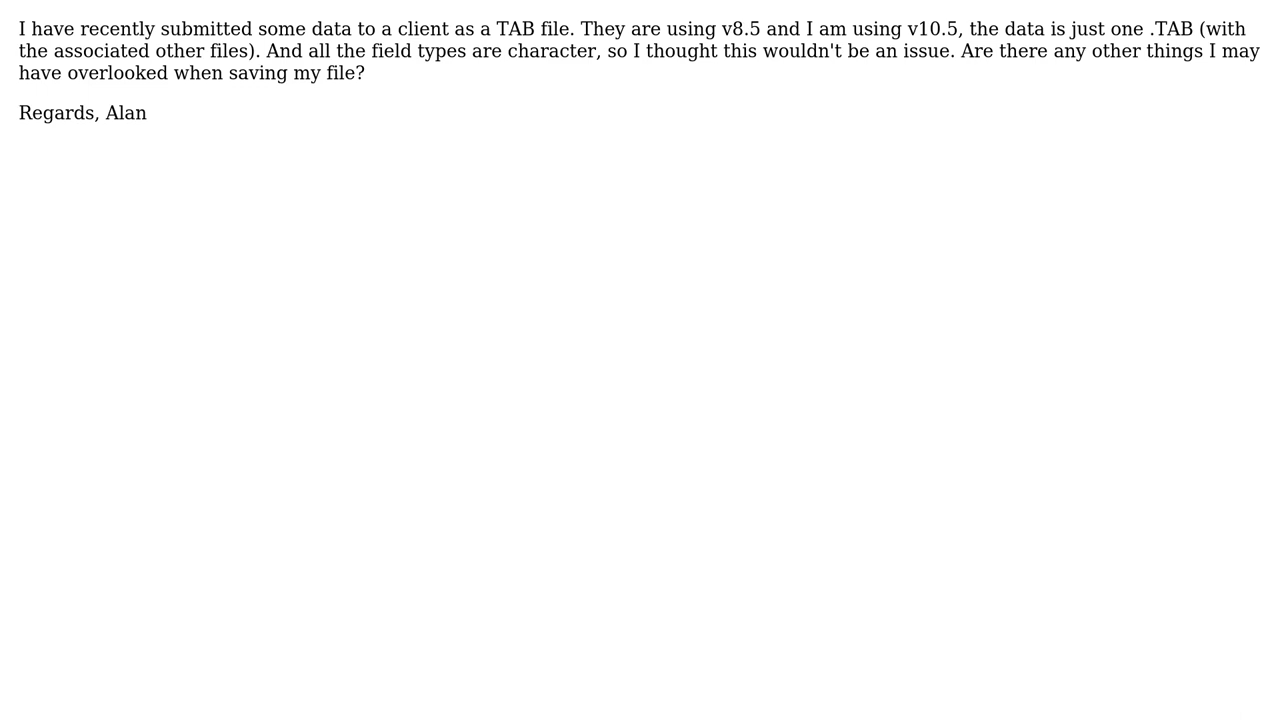 I have recently submitted some data to a client as a TAB file. They are using v8.5 and I am using v10.5, the data is just one .TAB (with
the associated other files). And all the field types are character, so I thought this wouldn't be an issue. Are there any other things I may
have overlooked when saving my file?
Regards, Alan